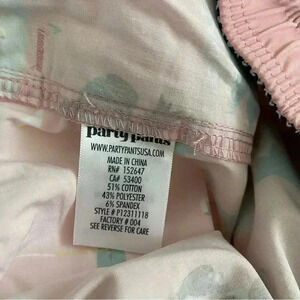 party pants
WWW.PARTYPANTSUSA.COM
MADE IN CHINA
RN# 152647
CA# 53400
51% COTTON
43% POLYESTER
6% SPANDEX
STYLE # P12311118
FACTORY # 004
SEE REVERSE FOR CARE